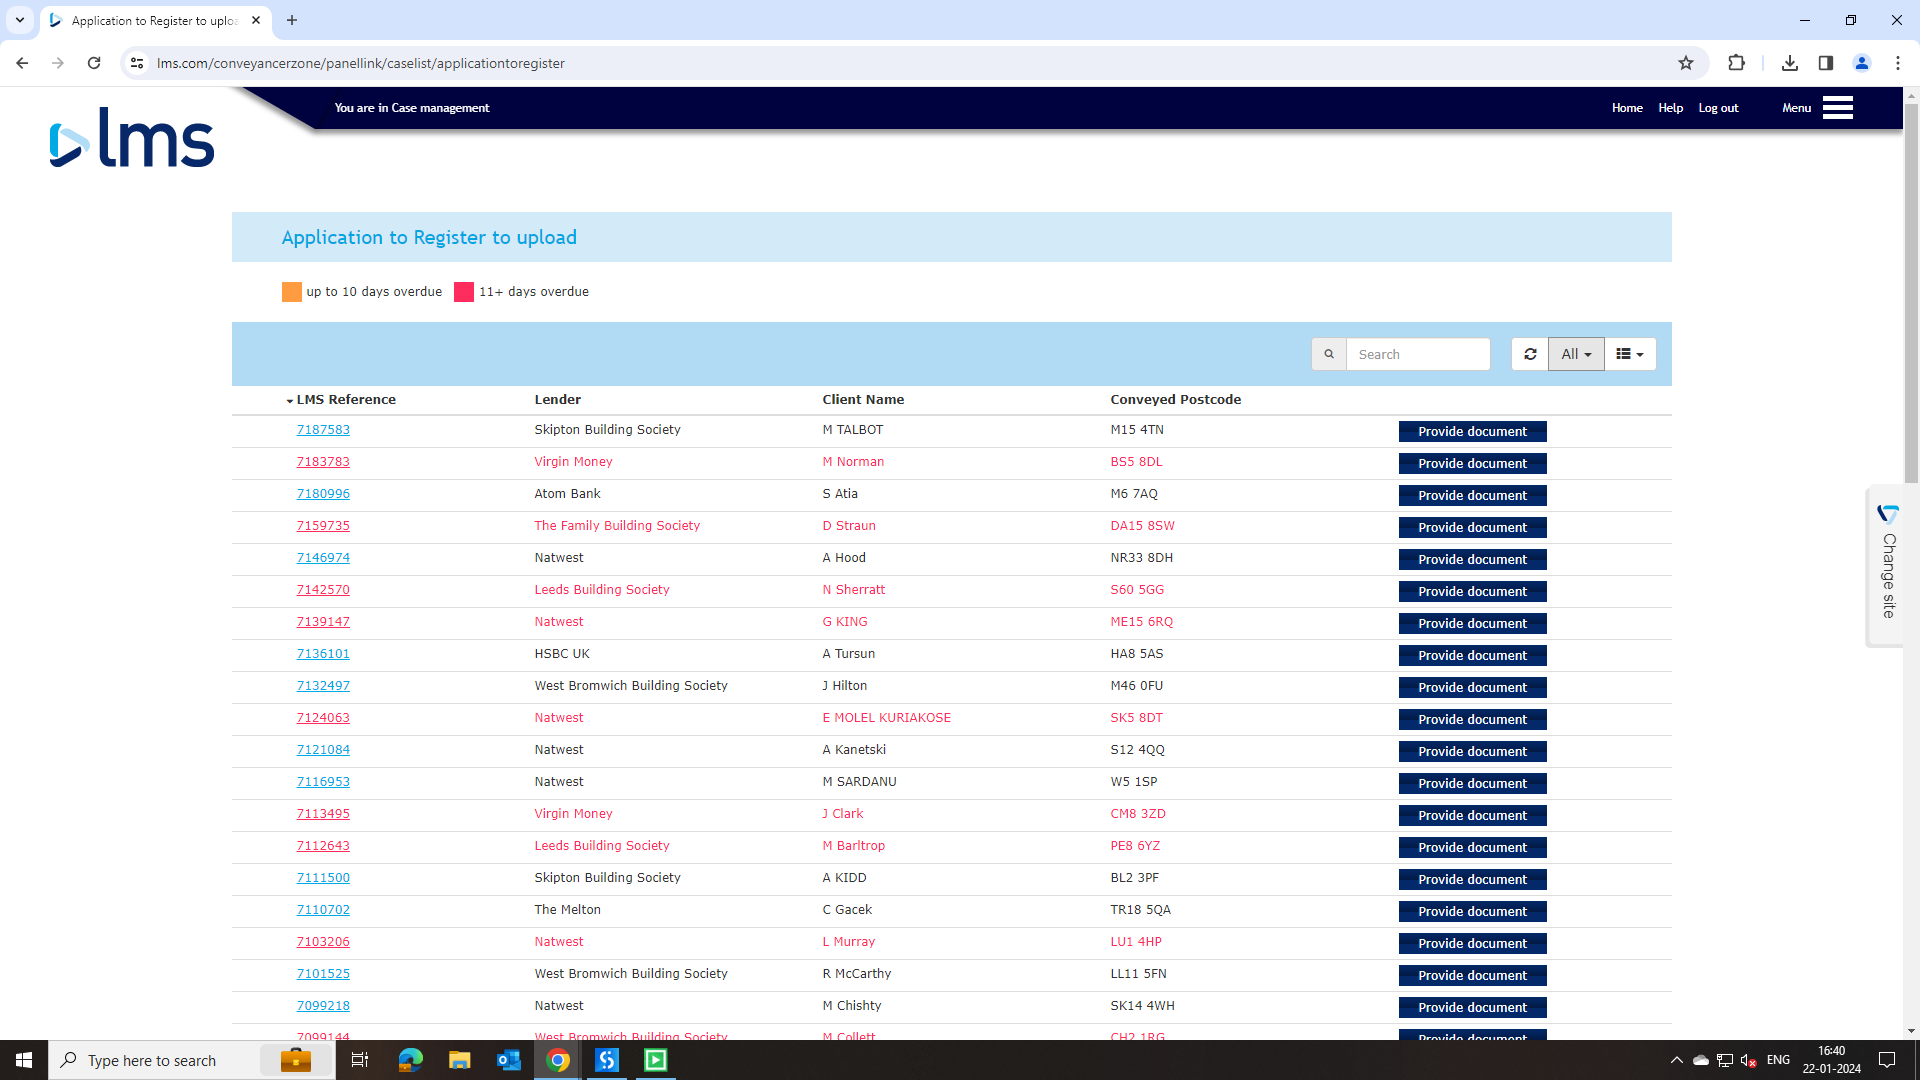 Application to Register to uplo
lms.com/conveyancerzone/panellink/caselist/applicationtoregister
You are in Case management
Home Help Log out Menu
lms
Application to Register to upload
up to 10 days overdue 11+ days overdue
Search All
LMS Reference Lender Client Name Conveyed Postcode
7187583 Skipton Building Society M TALBOT M15 4TN Provide document
7183783 Virgin Money M Norman BS5 8DL Provide document
7180996 Atom Bank S Atia M6 7AQ Provide document
7159735 The Family Building Society D Straun DA15 8SW Provide document
7146974 Natwest A Hood NR33 8DH Provide document
7142570 Leeds Building Society N Sherratt S60 5GG Provide document
7139147 Natwest G KING ME15 6RQ Provide document
7136101 HSBC UK A Tursun HA8 5AS Provide document
7132497 West Bromwich Building Society J Hilton M46 0FU Provide document
7124063 Natwest E MOLEL KURIAKOSE SK5 8DT Provide document
7121084 Natwest A Kanetski S12 4QQ Provide document
7116953 Natwest M SARDANU W5 1SP Provide document
7113495 Virgin Money J Clark CM8 3ZD Provide document
7112643 Leeds Building Society M Barltrop PE8 6YZ Provide document
7111500 Skipton Building Society A KIDD BL2 3PF Provide document
7110702 The Melton C Gacek TR18 5QA Provide document
7103206 Natwest L Murray LU1 4HP Provide document
7101525 West Bromwich Building Society R McCarthy LL11 5FN Provide document
7099218 Natwest M Chishty SK14 4WH Provide document
7099144 West Bromwich Building Society M Collett CH2 1RG Provide document
Change site
Type here to search
ENG
16:40
22-01-2024